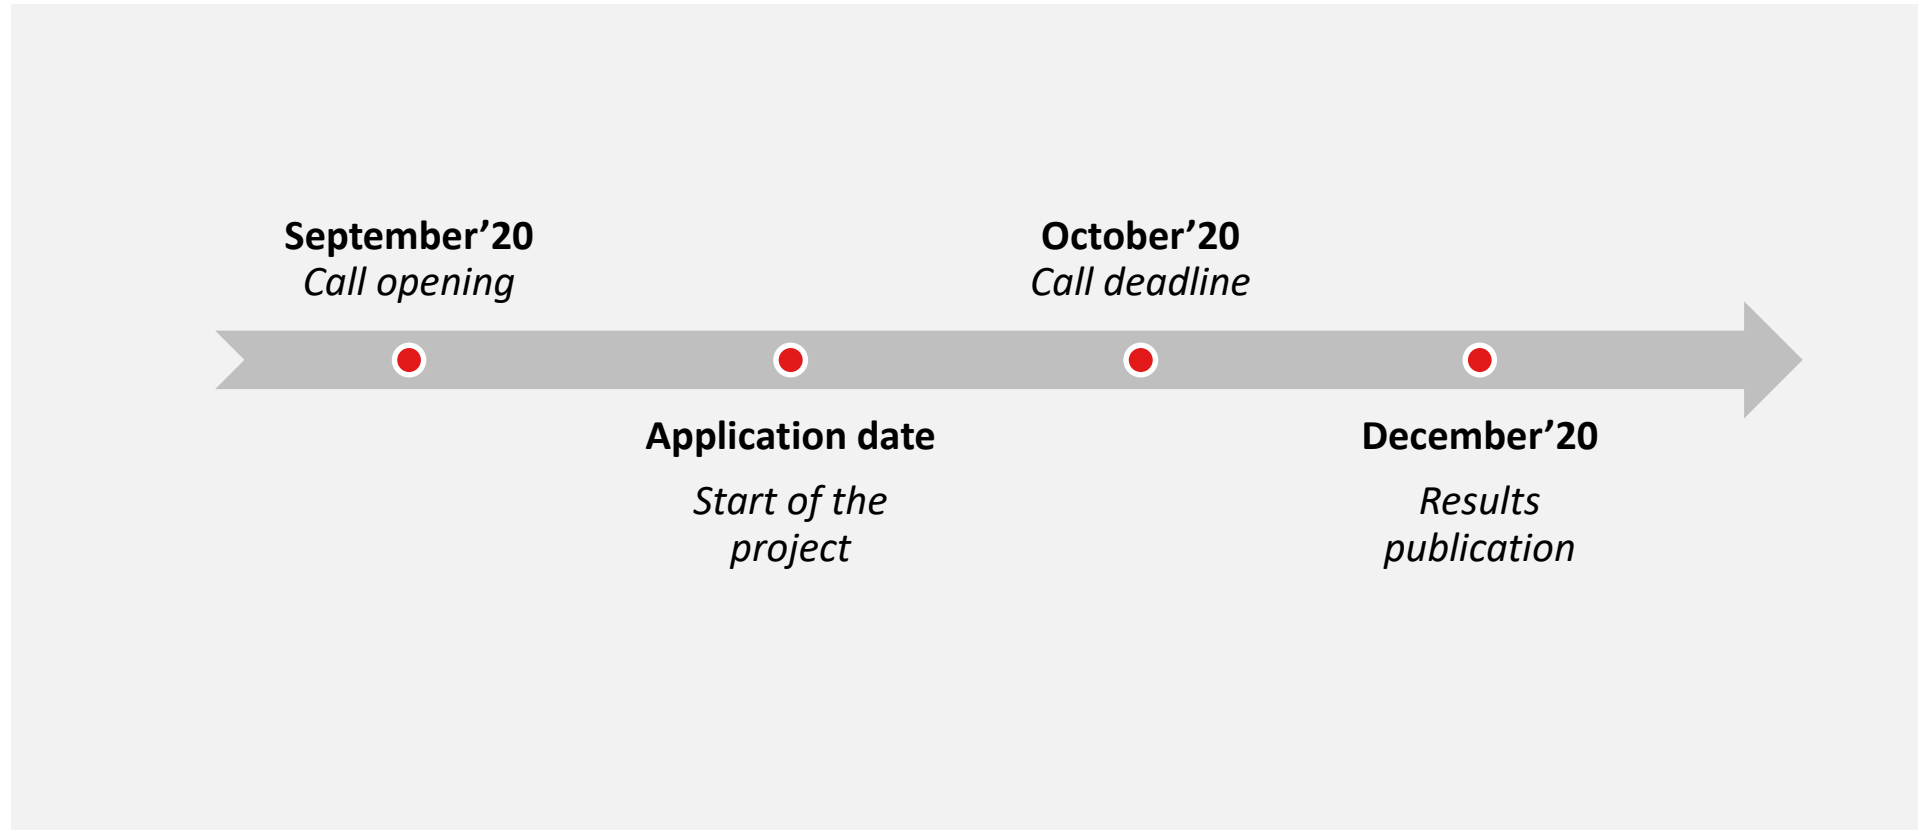 September’20
Call opening
October’20
Call deadline
Application date
Start of the
project
December’20
Results
publication